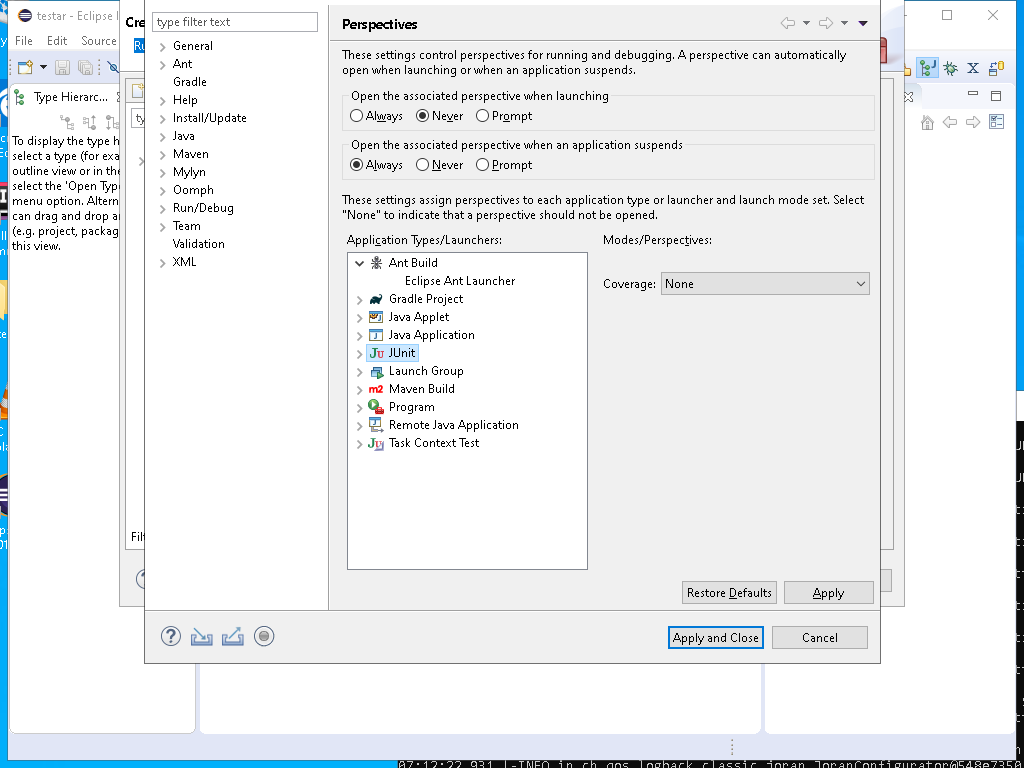 testar - Eclipse I
File Edit Source
Type Hierarc...
To display the type h
select a type (for exa
outline view or in the
select the 'Open Type
menu option. Altern
can drag and drop a
(e.g. project, packag
this view.
Cre
Ru
ty
Filt
type filter text
General
Ant
Gradle
Help
Install/Update
Java
Maven
Mylyn
Oomph
Run/Debug
Team
Validation
XML
Perspectives
These settings control perspectives for running and debugging. A perspective can automatically
open when launching or when an application suspends.
Open the associated perspective when launching
Always Never Prompt
Open the associated perspective when an application suspends
Always Never Prompt
These settings assign perspectives to each application type or launcher and launch mode set. Select
"None" to indicate that a perspective should not be opened.
Application Types/Launchers:
Modes/Perspectives:
Ant Build
Eclipse Ant Launcher
Gradle Project
Java Applet
Java Application
JUnit
Launch Group
Maven Build
Program
Remote Java Application
Task Context Test
Coverage: None
Restore Defaults Apply
Apply and Close Cancel
07:12:22,931 |-INFO in ch.qos.logback.classic.joran.JoranConfigurator@548e7350